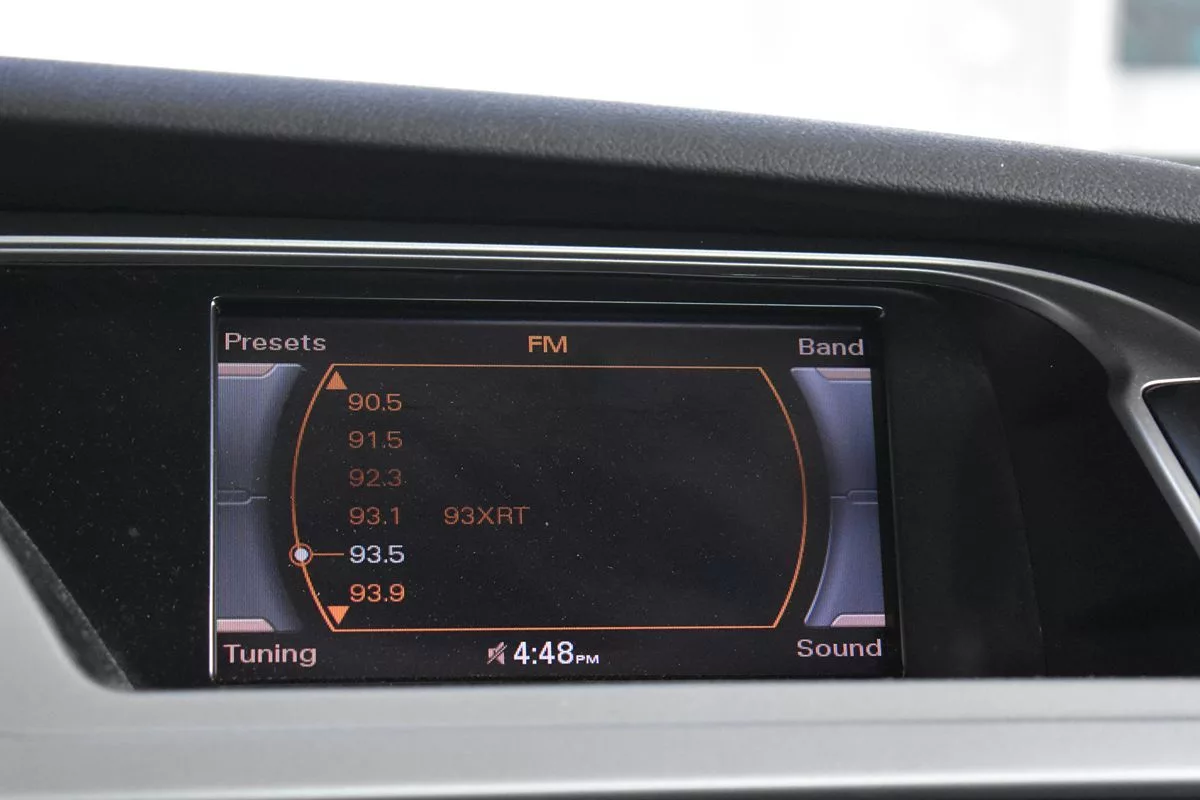 Presets FM Band
90.5
91.5
92.3
93.1 93XRT
93.5
93.9
Tuning 4:48PM Sound